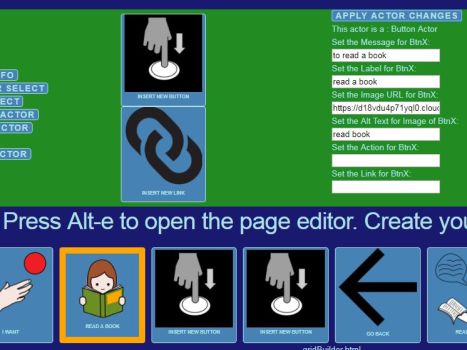 FO
R SELECT
ECT
ACTOR
CTOR
CTOR
INSERT NEW BUTTON
INSERT NEW LINK
APPLY ACTOR CHANGES
This actor is a : Button Actor
Set the Message for BtnX:
to read a book
Set the Label for BtnX:
read a book
Set the Image URL for BtnX:
https://d18vdu4p71yql0.cloud
Set the Alt Text for Image of BtnX:
read book
Set the Action for BtnX:
Set the Link for BtnX:
Press Alt-e to open the page editor. Create you
I WANT
READ A BOOK
INSERT NEW BUTTON
INSERT NEW BUTTON
GO BACK
REA
gridBuilder.html